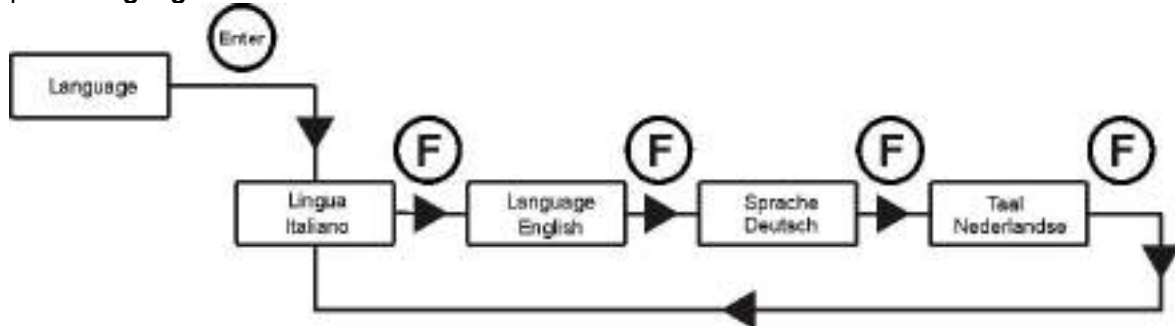 Enter
Language
F
F
F
F
Lingua
Italiano
Language
English
Sprache
Deutsch
Taal
Nederlandse